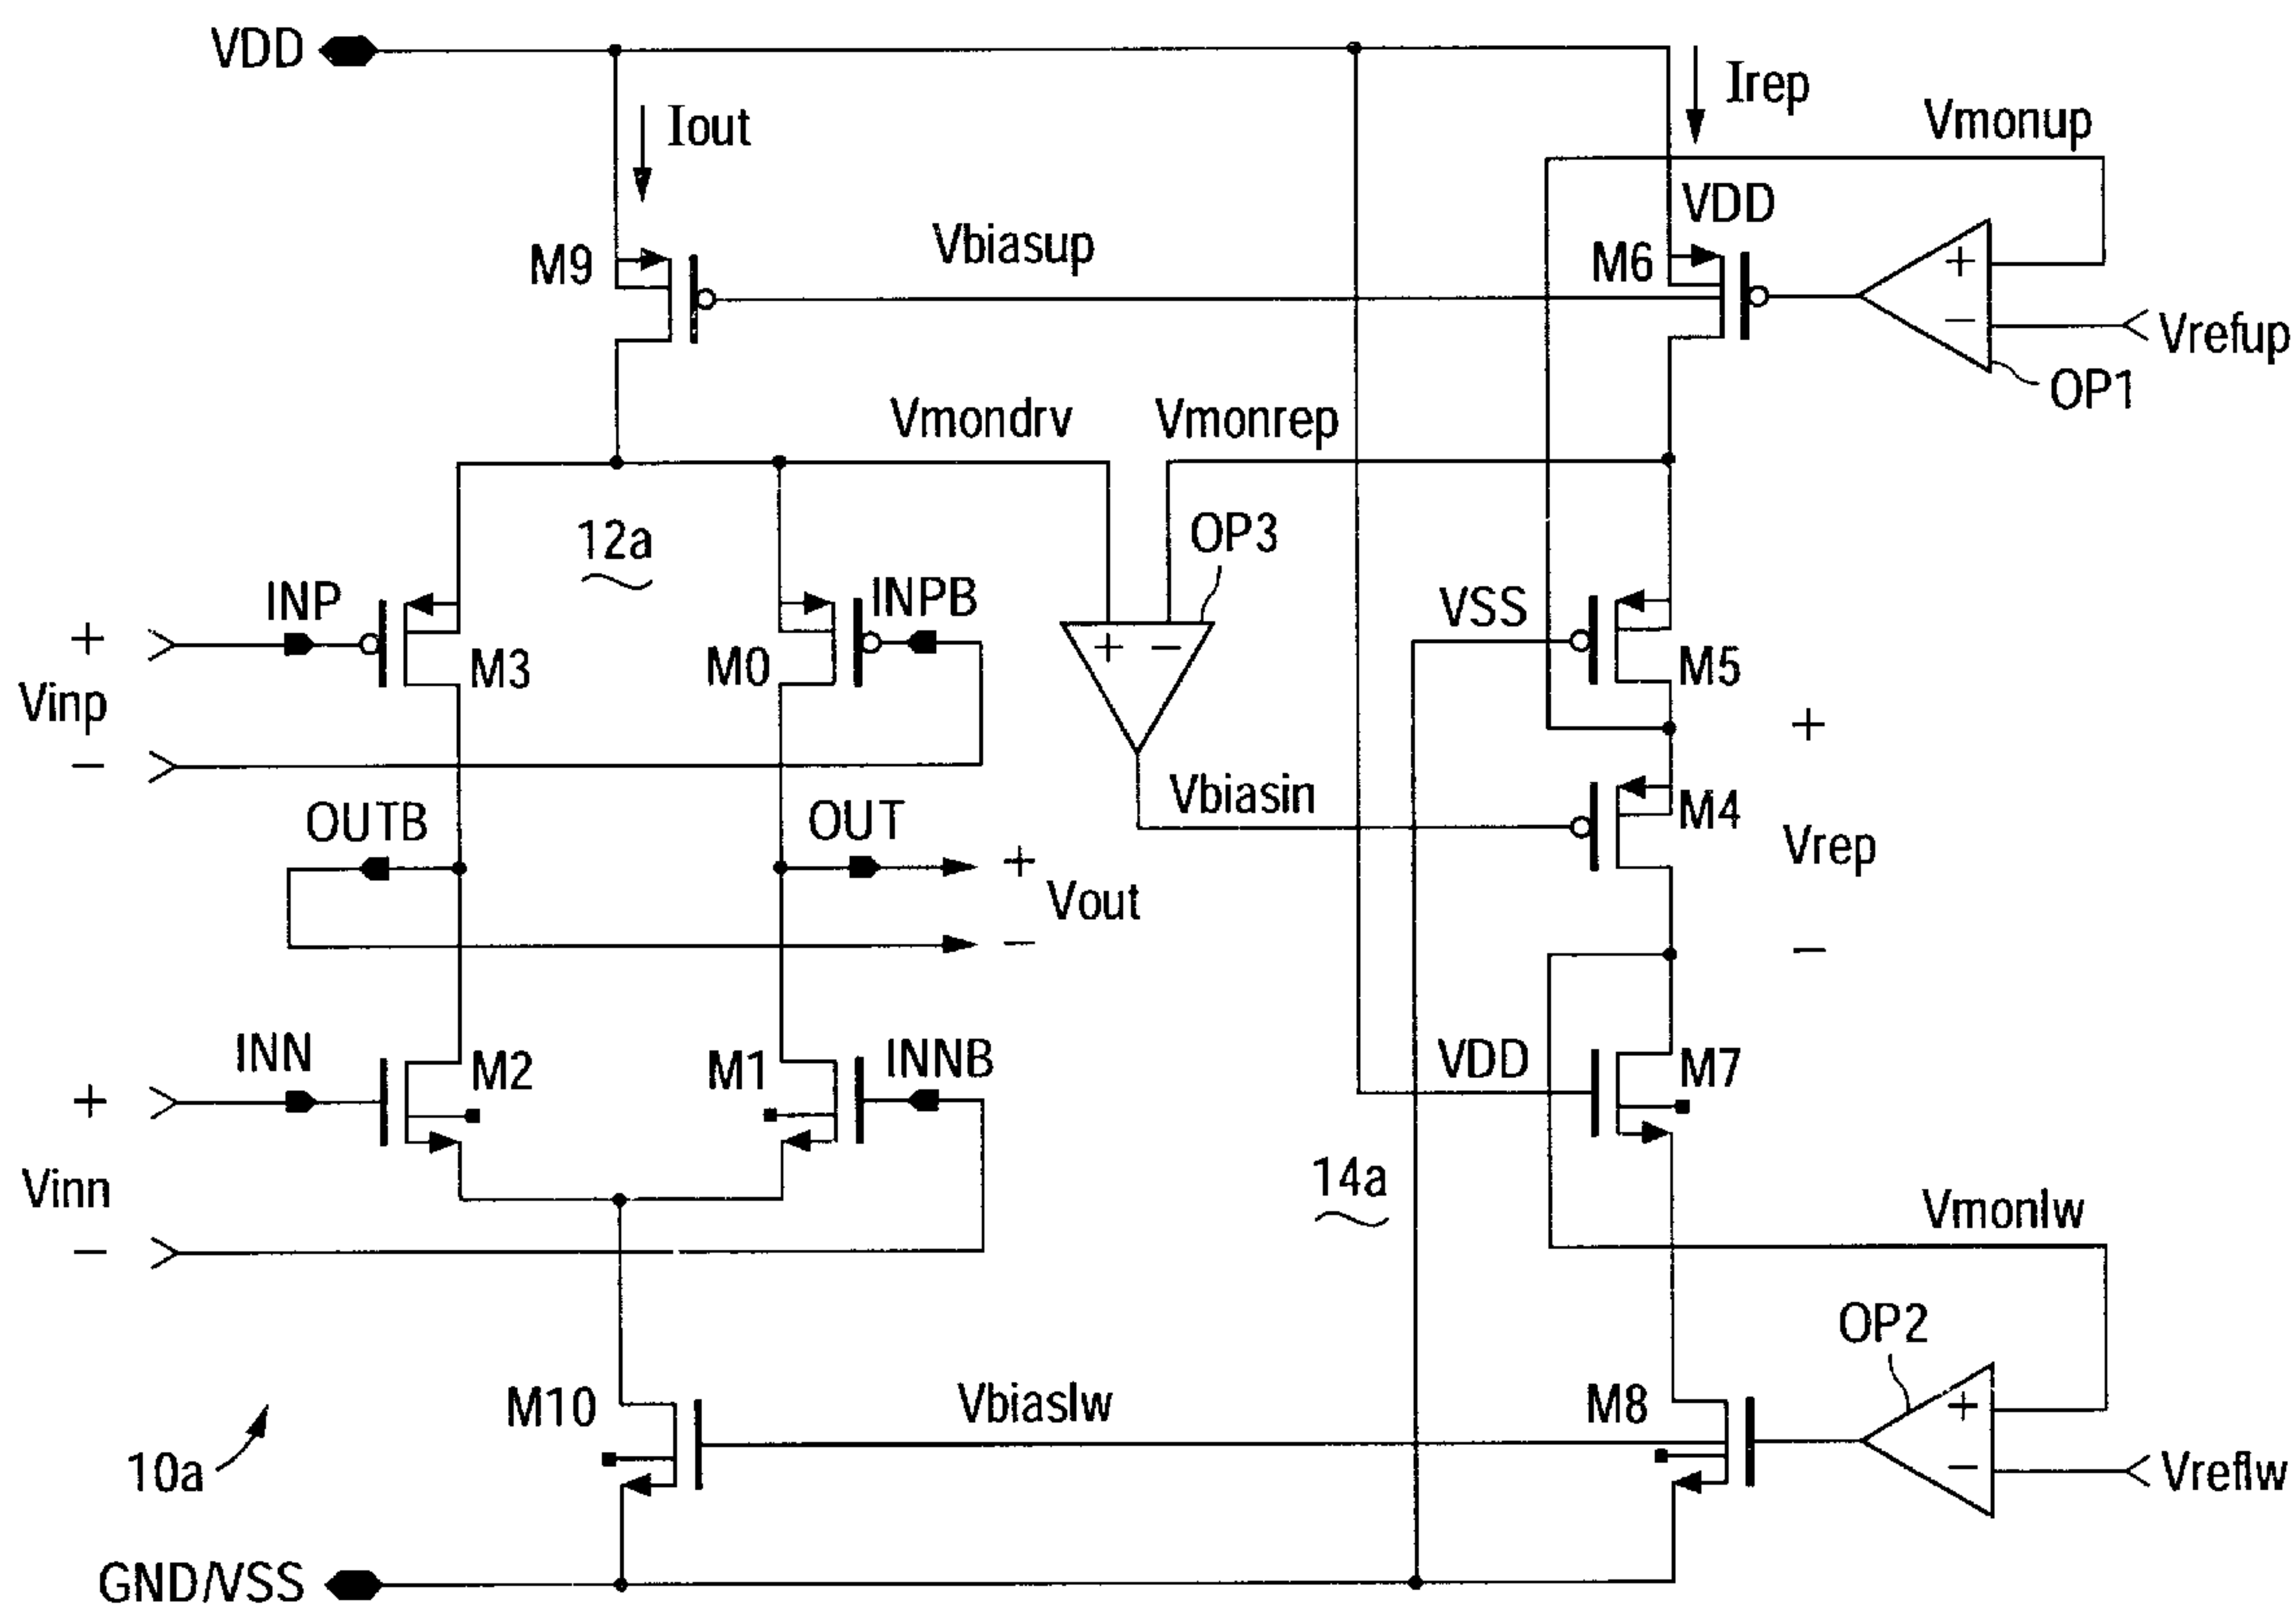 VDD
Iout
Irep
Vmonup
VDD
M9
Vbiasup
M6
+
−
Vrefup
OP1
Vmondrv
Vmonrep
12a
OP3
INP
INPB
+
Vinp
−
M3
M0
+ −
VSS
M5
+
Vrep
−
M4
Vbiasin
OUTB
OUT
+
Vout
−
INN
INNB
+
Vinn
−
M2
M1
VDD
M7
14a
Vmonlw
OP2
M10
Vbiaslw
M8
+
−
Vreflw
10a
GND/VSS